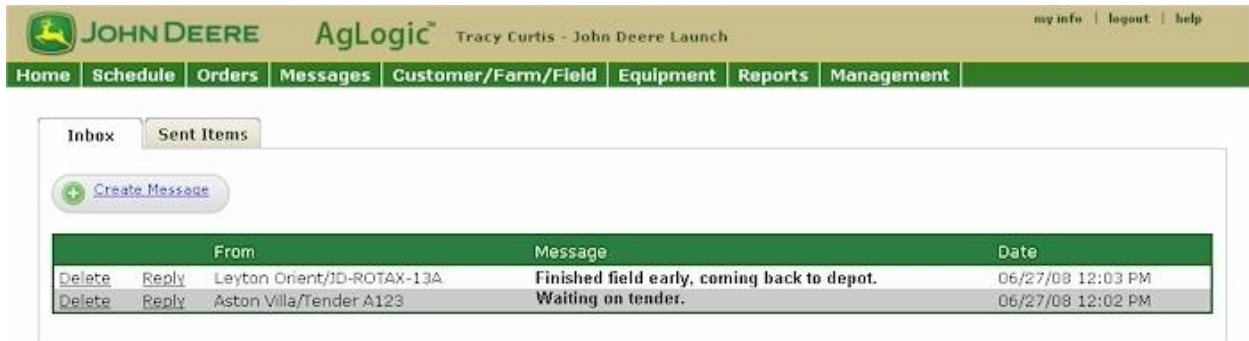 JOHN DEERE AgLogic™ Tracy Curtis - John Deere Launch my info | logout | help
Home Schedule Orders Messages Customer/Farm/Field Equipment Reports Management
Inbox Sent Items
Create Message
From Message Date
Delete Reply Leyton Orient/JD-ROTAX-13A Finished field early, coming back to depot. 06/27/08 12:03 PM
Delete Reply Aston Villa/Tender A123 Waiting on tender. 06/27/08 12:02 PM